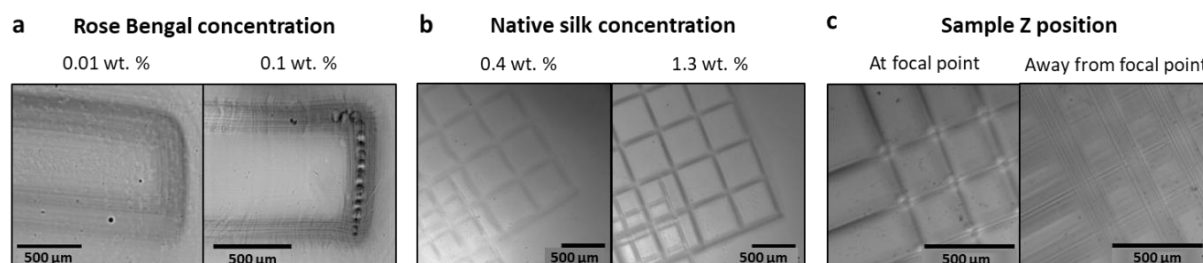 a Rose Bengal concentration
0.01 wt. % 0.1 wt. %
500 µm
500 µm
b Native silk concentration
0.4 wt. % 1.3 wt. %
500 µm
500 µm
c Sample Z position
At focal point Away from focal point
500 µm
500 µm